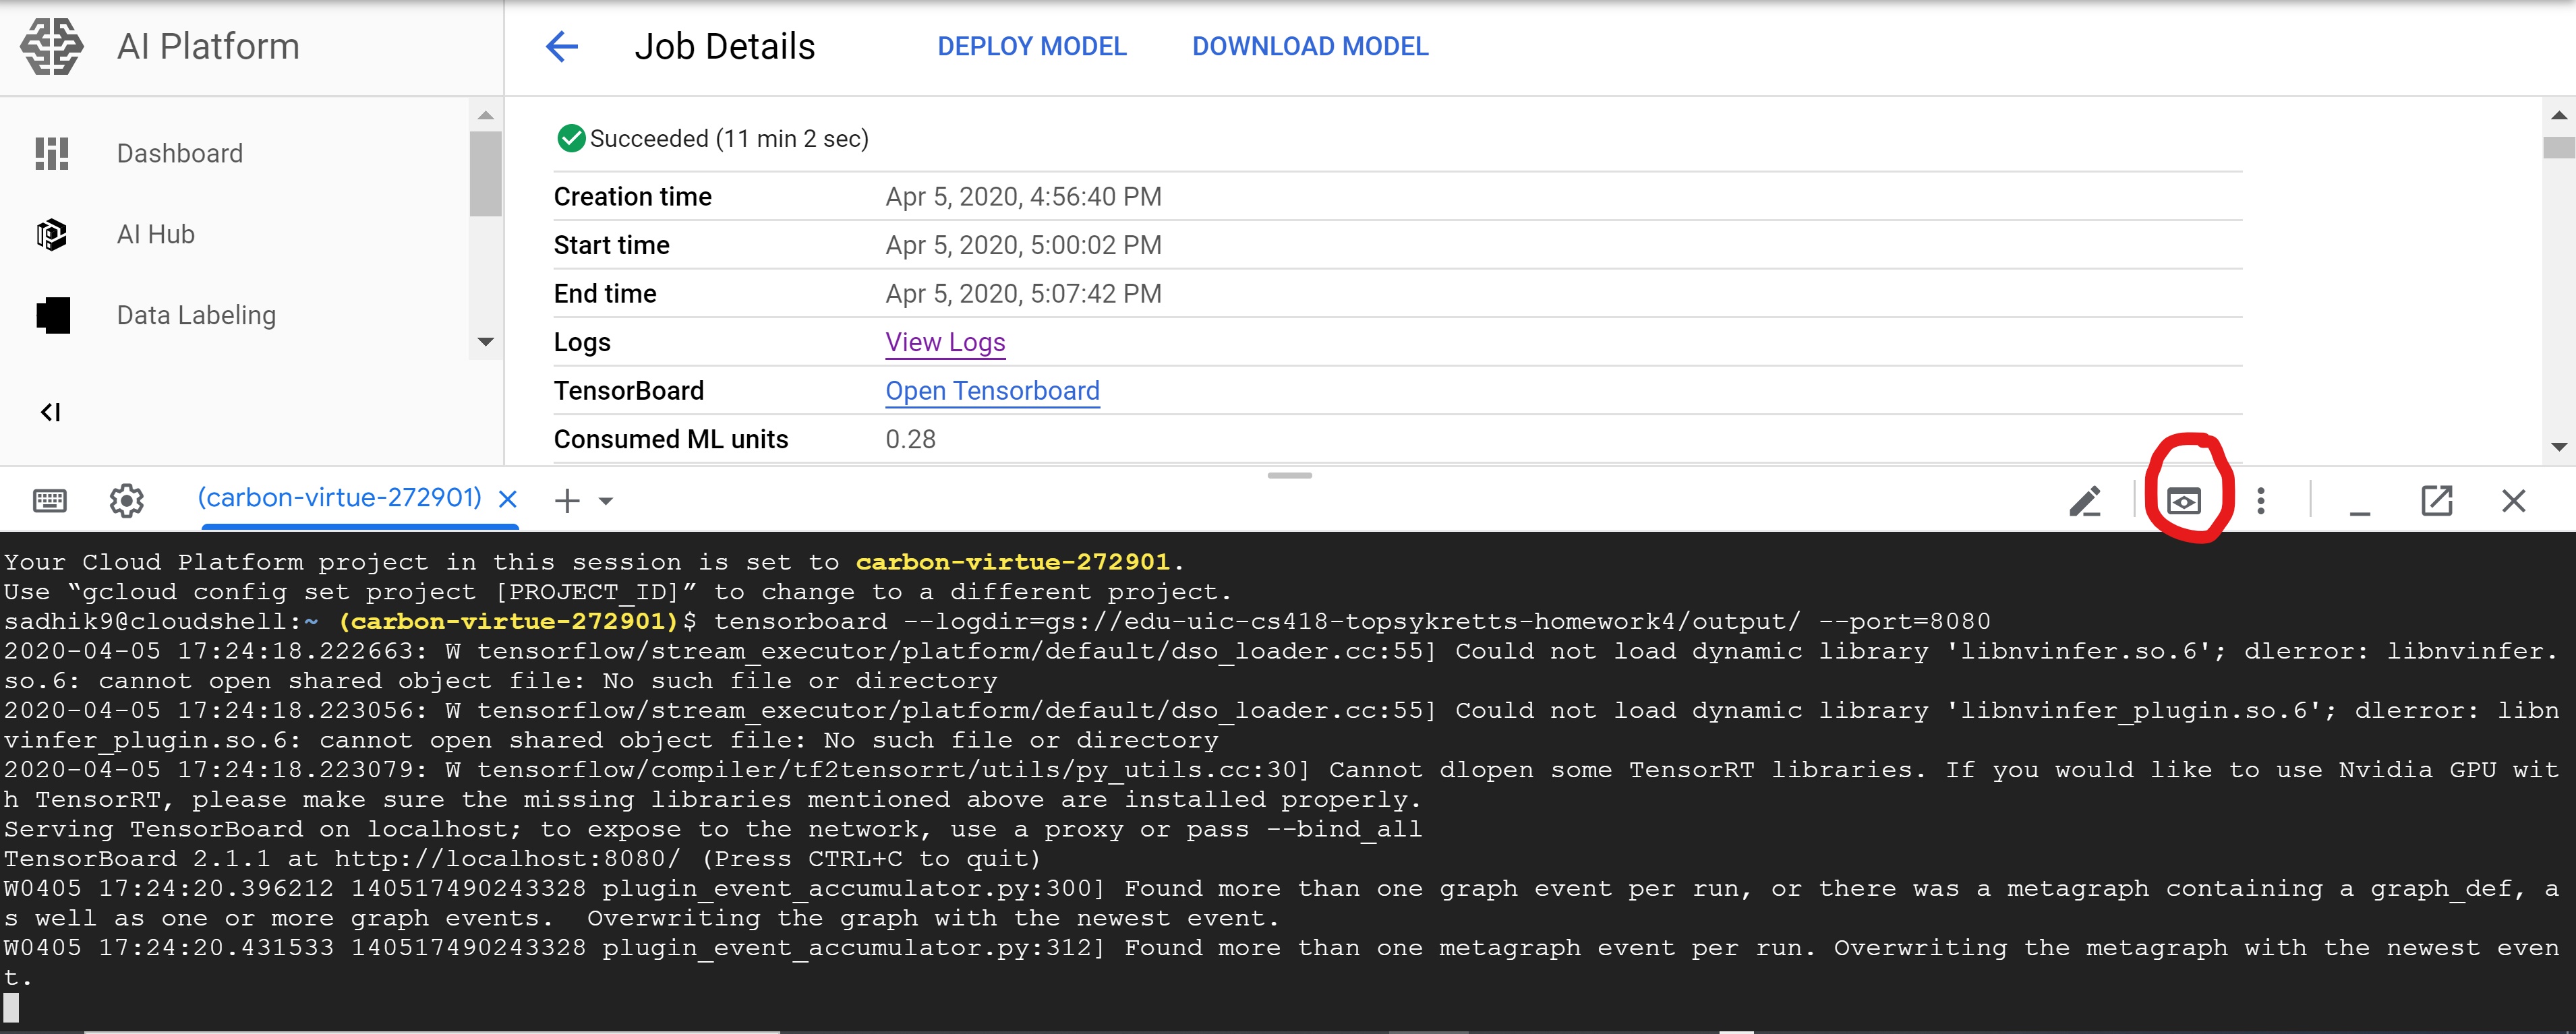 AI Platform
Job Details
DEPLOY MODEL
DOWNLOAD MODEL
Dashboard
AI Hub
Data Labeling
Succeeded (11 min 2 sec)
Creation time Apr 5, 2020, 4:56:40 PM
Start time Apr 5, 2020, 5:00:02 PM
End time Apr 5, 2020, 5:07:42 PM
Logs View Logs
TensorBoard Open Tensorboard
Consumed ML units 0.28
(carbon-virtue-272901)
Your Cloud Platform project in this session is set to carbon-virtue-272901.
Use “gcloud config set project [PROJECT_ID]” to change to a different project.
sadhik9@cloudshell:~ (carbon-virtue-272901)$ tensorboard --logdir=gs://edu-uic-cs418-topsykretts-homework4/output/ --port=8080
2020-04-05 17:24:18.222663: W tensorflow/stream_executor/platform/default/dso_loader.cc:55] Could not load dynamic library 'libnvinfer.so.6'; dlerror: libnvinfer.
so.6: cannot open shared object file: No such file or directory
2020-04-05 17:24:18.223056: W tensorflow/stream_executor/platform/default/dso_loader.cc:55] Could not load dynamic library 'libnvinfer_plugin.so.6'; dlerror: libn
vinfer_plugin.so.6: cannot open shared object file: No such file or directory
2020-04-05 17:24:18.223079: W tensorflow/compiler/tf2tensorrt/utils/py_utils.cc:30] Cannot dlopen some TensorRT libraries. If you would like to use Nvidia GPU wit
h TensorRT, please make sure the missing libraries mentioned above are installed properly.
Serving TensorBoard on localhost; to expose to the network, use a proxy or pass --bind_all
TensorBoard 2.1.1 at http://localhost:8080/ (Press CTRL+C to quit)
W0405 17:24:20.396212 140517490243328 plugin_event_accumulator.py:300] Found more than one graph event per run, or there was a metagraph containing a graph_def, a
s well as one or more graph events.  Overwriting the graph with the newest event.
W0405 17:24:20.431533 140517490243328 plugin_event_accumulator.py:312] Found more than one metagraph event per run. Overwriting the metagraph with the newest even
t.